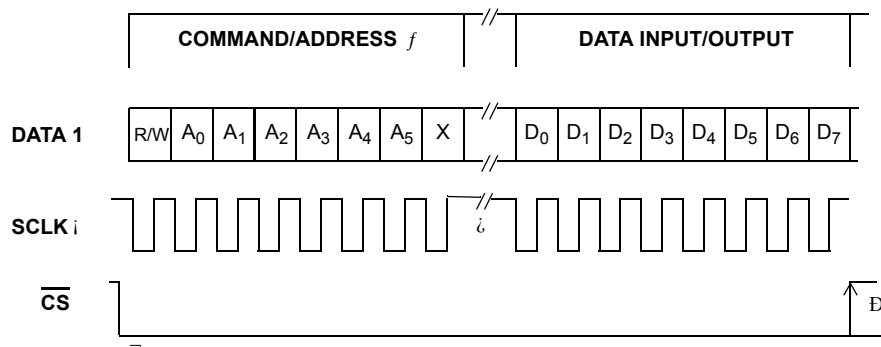 COMMAND/ADDRESS ƒ DATA INPUT/OUTPUT
DATA 1 R/W A0 A1 A2 A3 A4 A5 X D0 D1 D2 D3 D4 D5 D6 D7
SCLK ¡ ¿
CS Ð